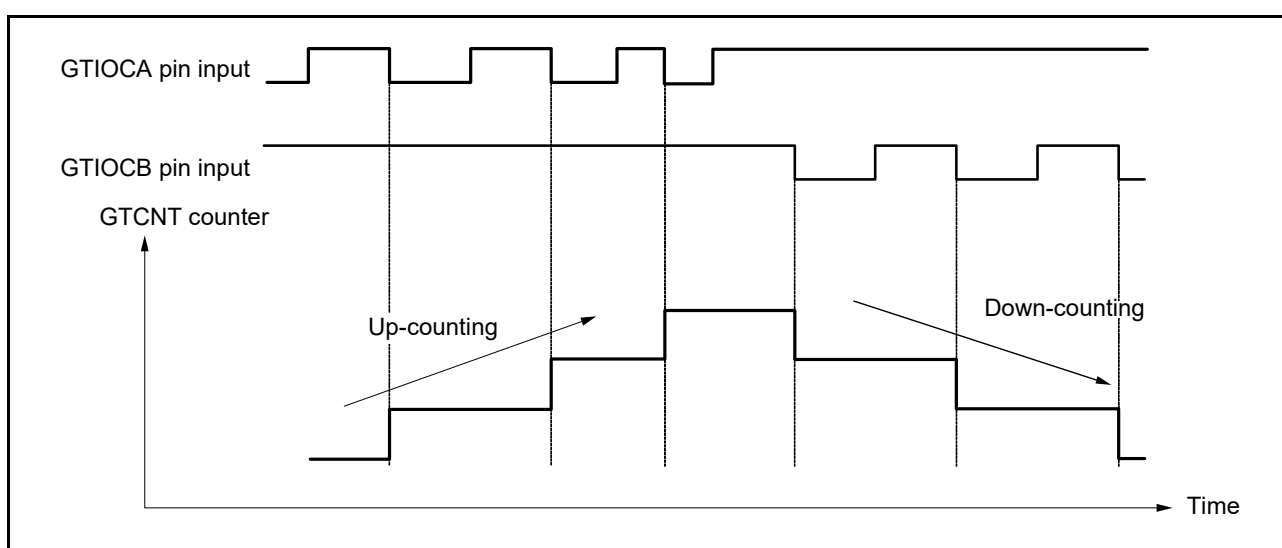 GTIOCA pin input
GTIOCB pin input
GTCNT counter
Up-counting
Down-counting
Time